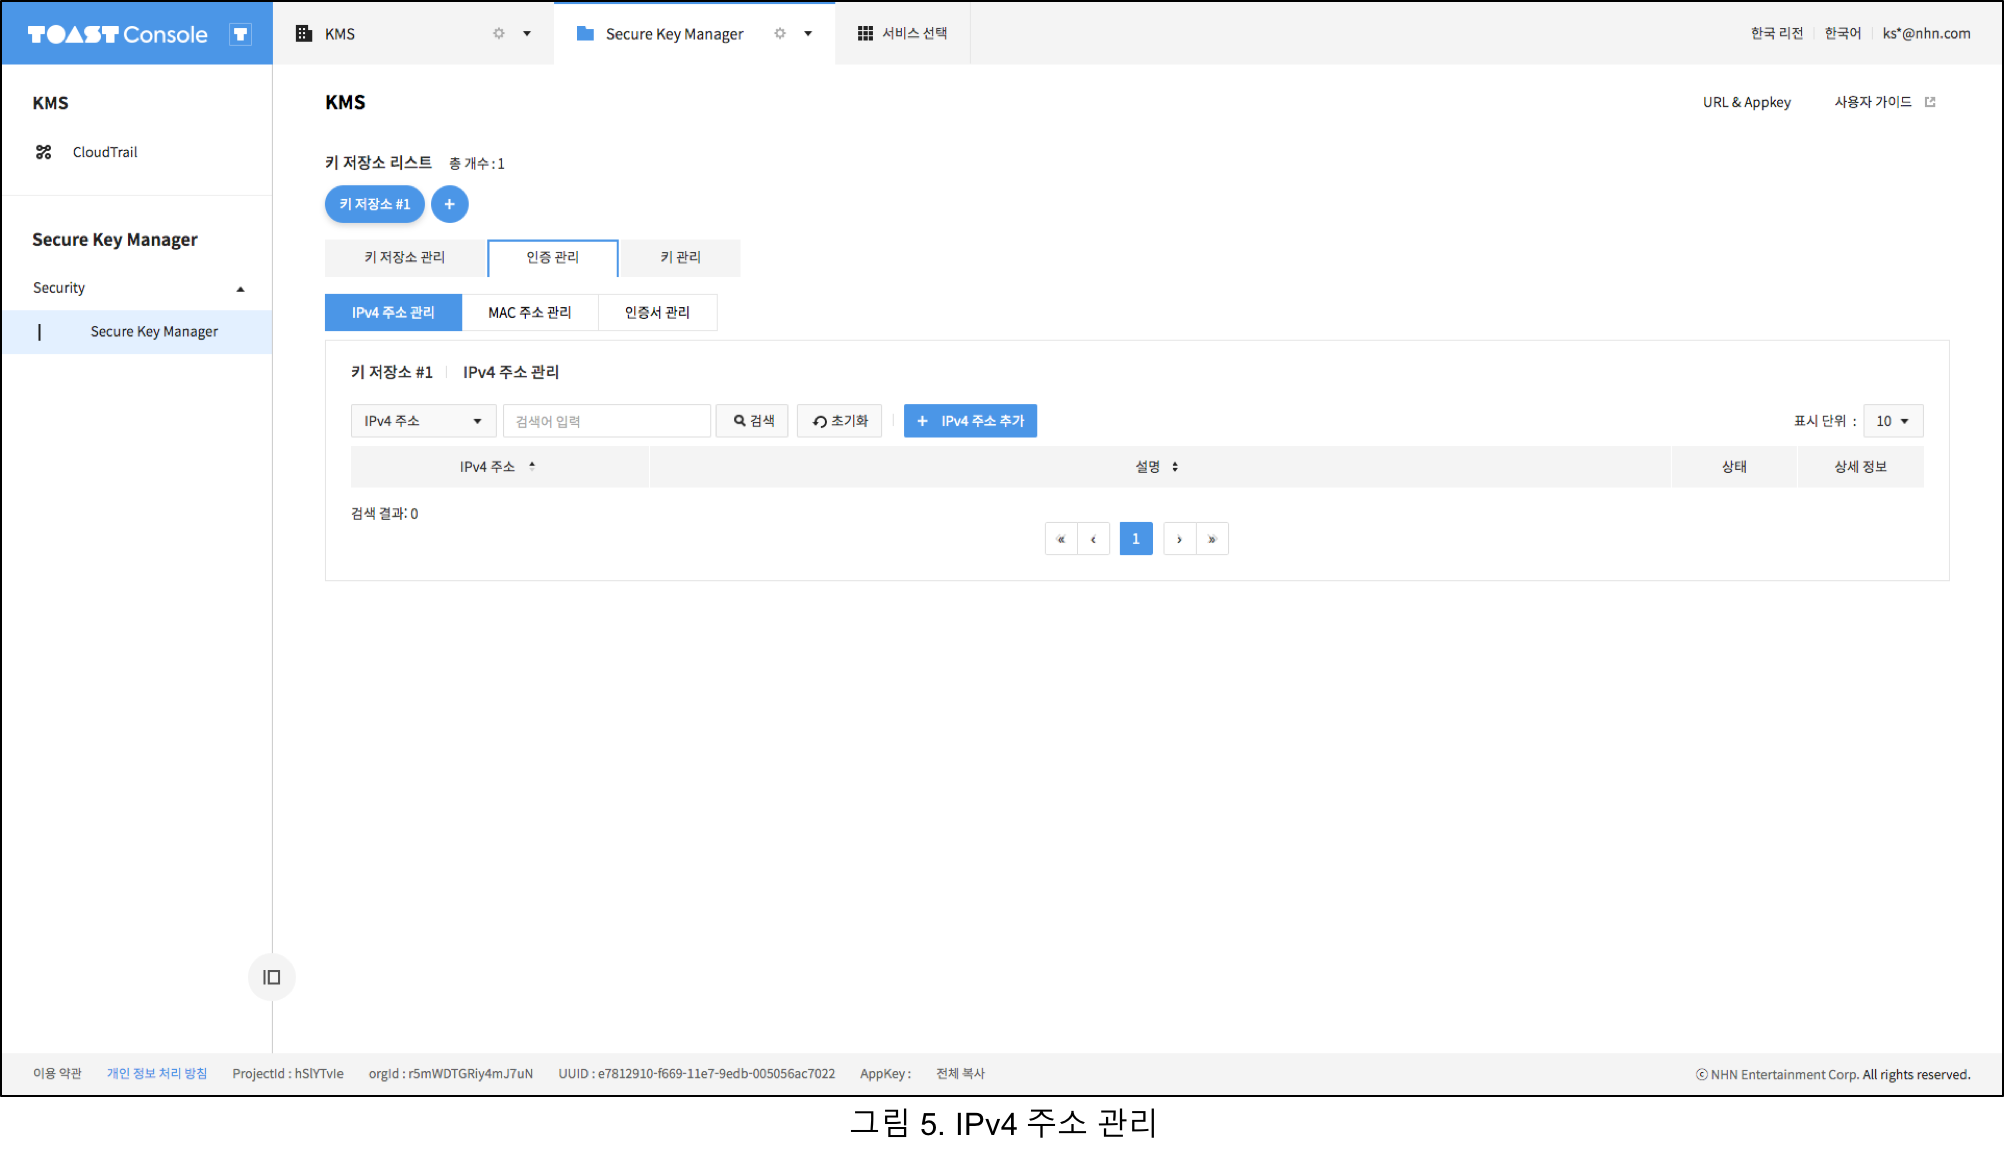 TOAST Console
KMS
Secure Key Manager
서비스 선택
한국 리전
한국어
ks*@nhn.com
KMS
CloudTrail
Secure Key Manager
Security
Secure Key Manager
KMS
URL & Appkey
사용자 가이드
키 저장소 리스트 총 개수 : 1
키 저장소 #1 +
키 저장소 관리 인증 관리 키 관리
IPv4 주소 관리 MAC 주소 관리 인증서 관리
키 저장소 #1 IPv4 주소 관리
IPv4 주소 검색어 입력 검색 초기화 + IPv4 주소 추가 표시 단위 : 10
IPv4 주소 설명 상태 상세 정보
검색 결과: 0
« ‹ 1 › »
이용 약관 개인 정보 처리 방침 ProjectId : hSlYTvIe orgId : r5mWDTGRiy4mJ7uN UUID : e7812910-f669-11e7-9edb-005056ac7022 AppKey : 전체 복사
ⓒ NHN Entertainment Corp. All rights reserved.
그림 5. IPv4 주소 관리